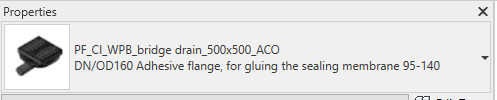 Properties
PF_CI_WPB_bridge drain_500x500_ACO
DN/OD160 Adhesive flange, for gluing the sealing membrane 95-140